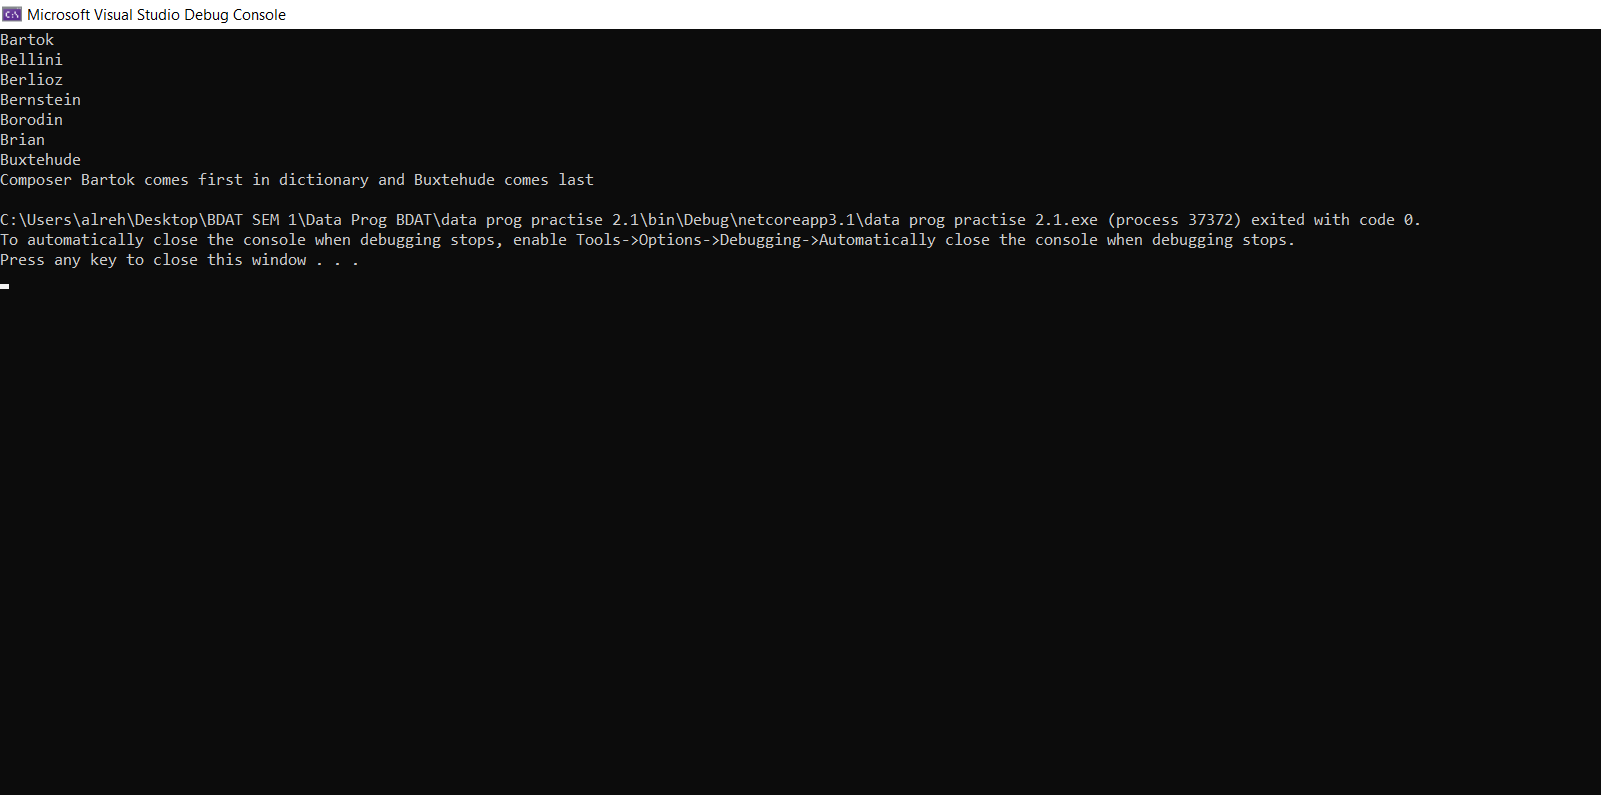 Microsoft Visual Studio Debug Console
Bartok
Bellini
Berlioz
Bernstein
Borodin
Brian
Buxtehude
Composer Bartok comes first in dictionary and Buxtehude comes last
C:\Users\alreh\Desktop\BDAT SEM 1\Data Prog BDAT\data prog practise 2.1\bin\Debug\netcoreapp3.1\data prog practise 2.1.exe (process 37372) exited with code 0.
To automatically close the console when debugging stops, enable Tools->Options->Debugging->Automatically close the console when debugging stops.
Press any key to close this window . . .